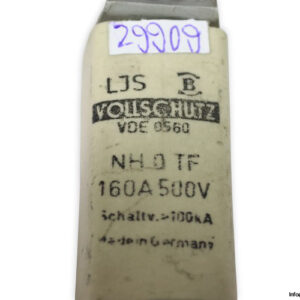 29909
LJS B
VOLLSCHUTZ
VDE 0560
NH 0 TF
160A 500V
Schaltv.>100kA
Made in Germany